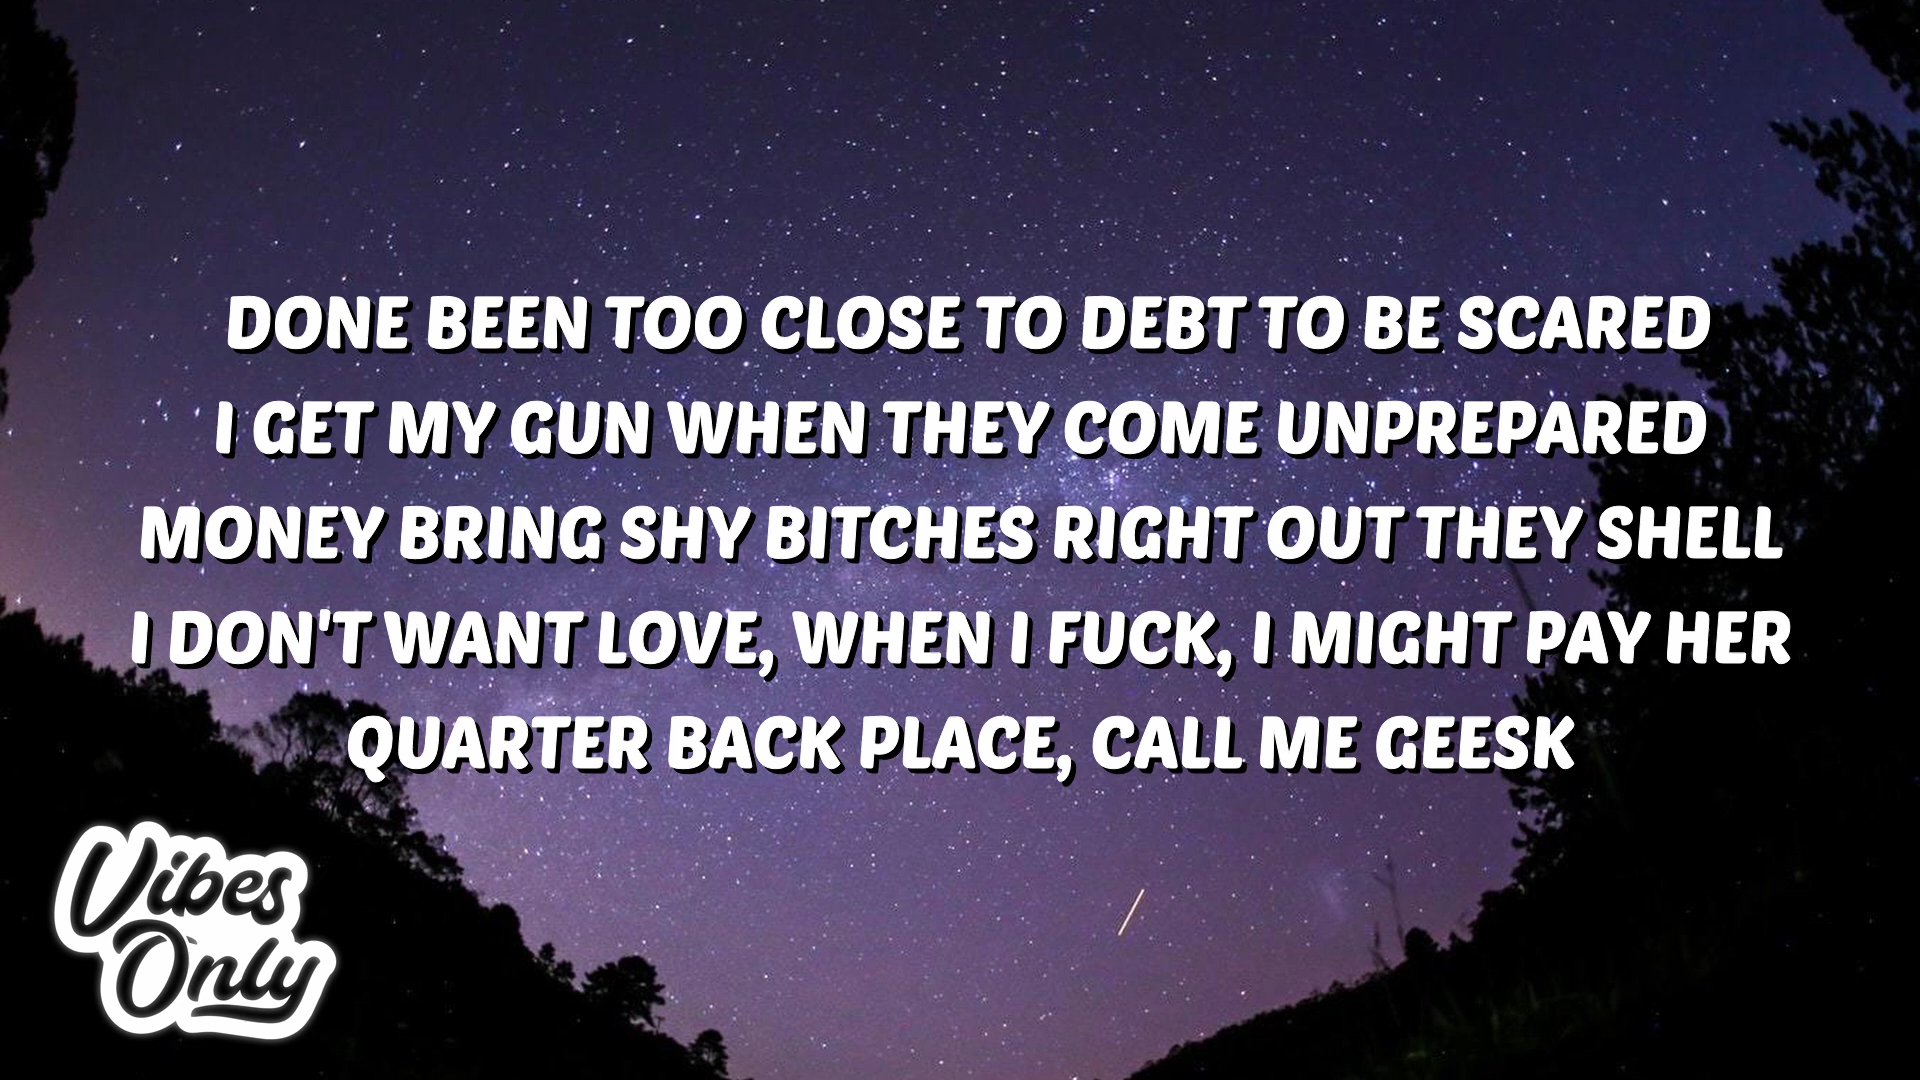 DONE BEEN TOO CLOSE TO DEBT TO BE SCARED
I GET MY GUN WHEN THEY COME UNPREPARED
MONEY BRING SHY BITCHES RIGHT OUT THEY SHELL
I DON'T WANT LOVE, WHEN I FUCK, I MIGHT PAY HER
QUARTER BACK PLACE, CALL ME GEESK
Vibes
Only